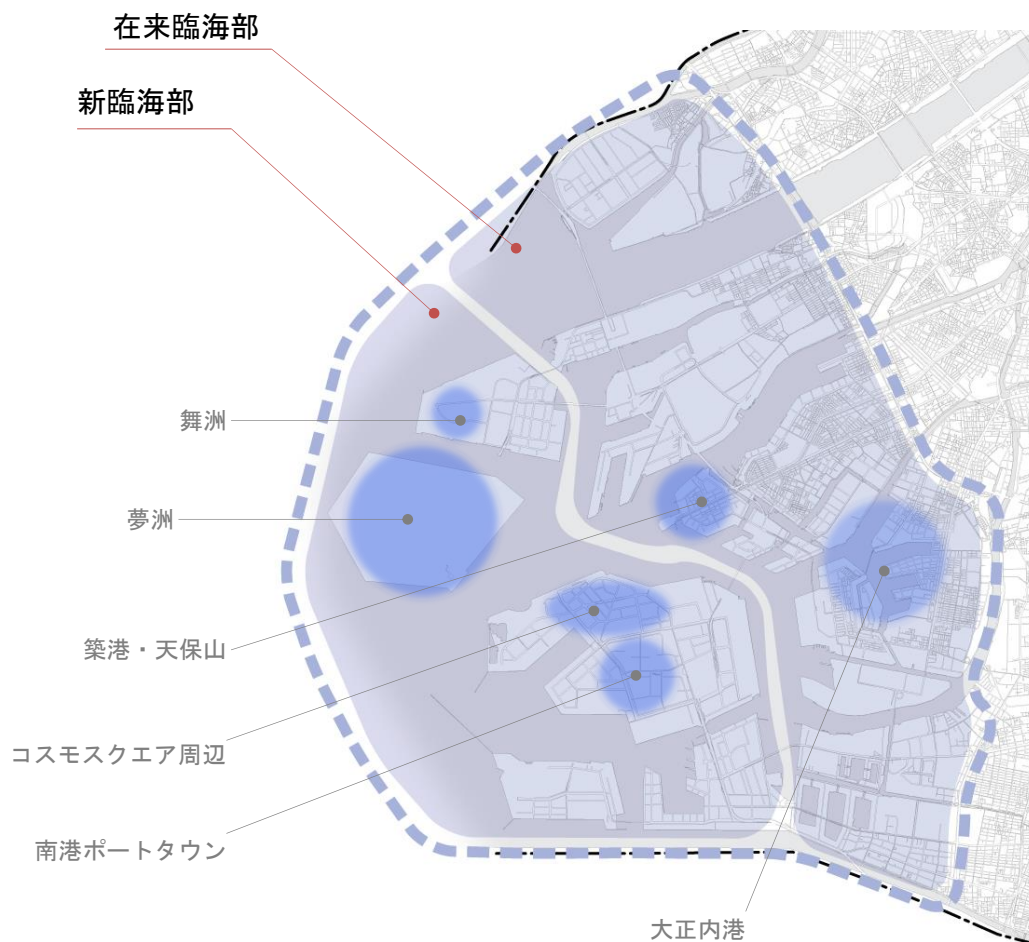 在来臨海部
新臨海部
舞洲
夢洲
築港・天保山
コスモスクエア周辺
南港ポートタウン
大正内港